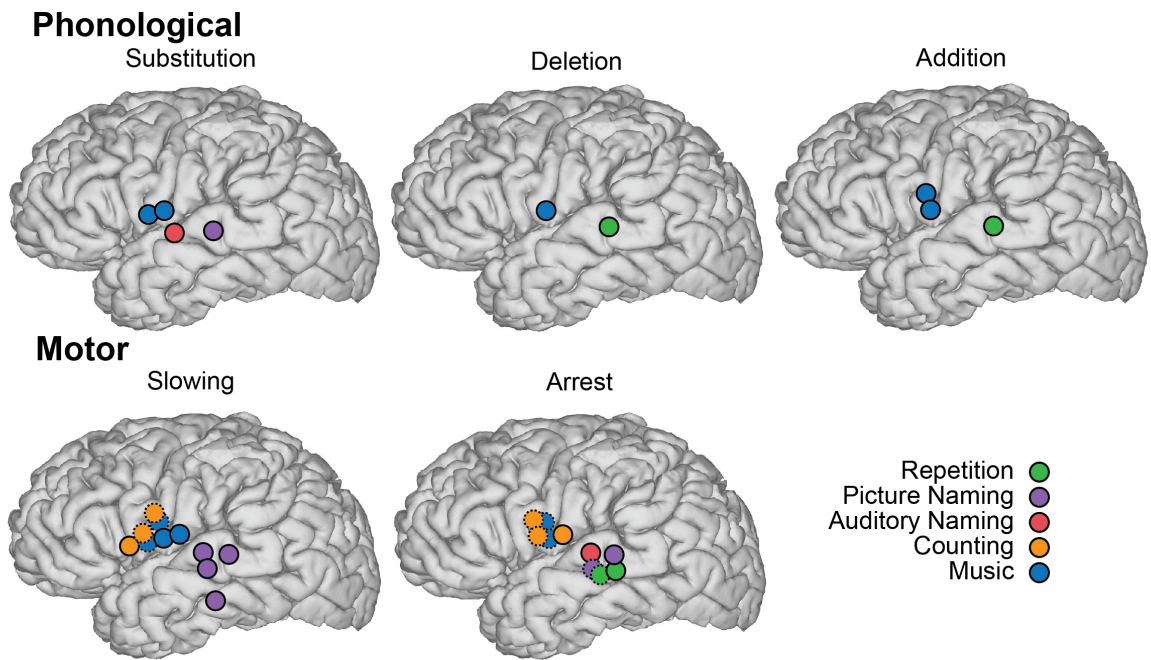 Phonological
Substitution
Deletion
Addition
Motor
Slowing
Arrest
Repetition
Picture Naming
Auditory Naming
Counting
Music